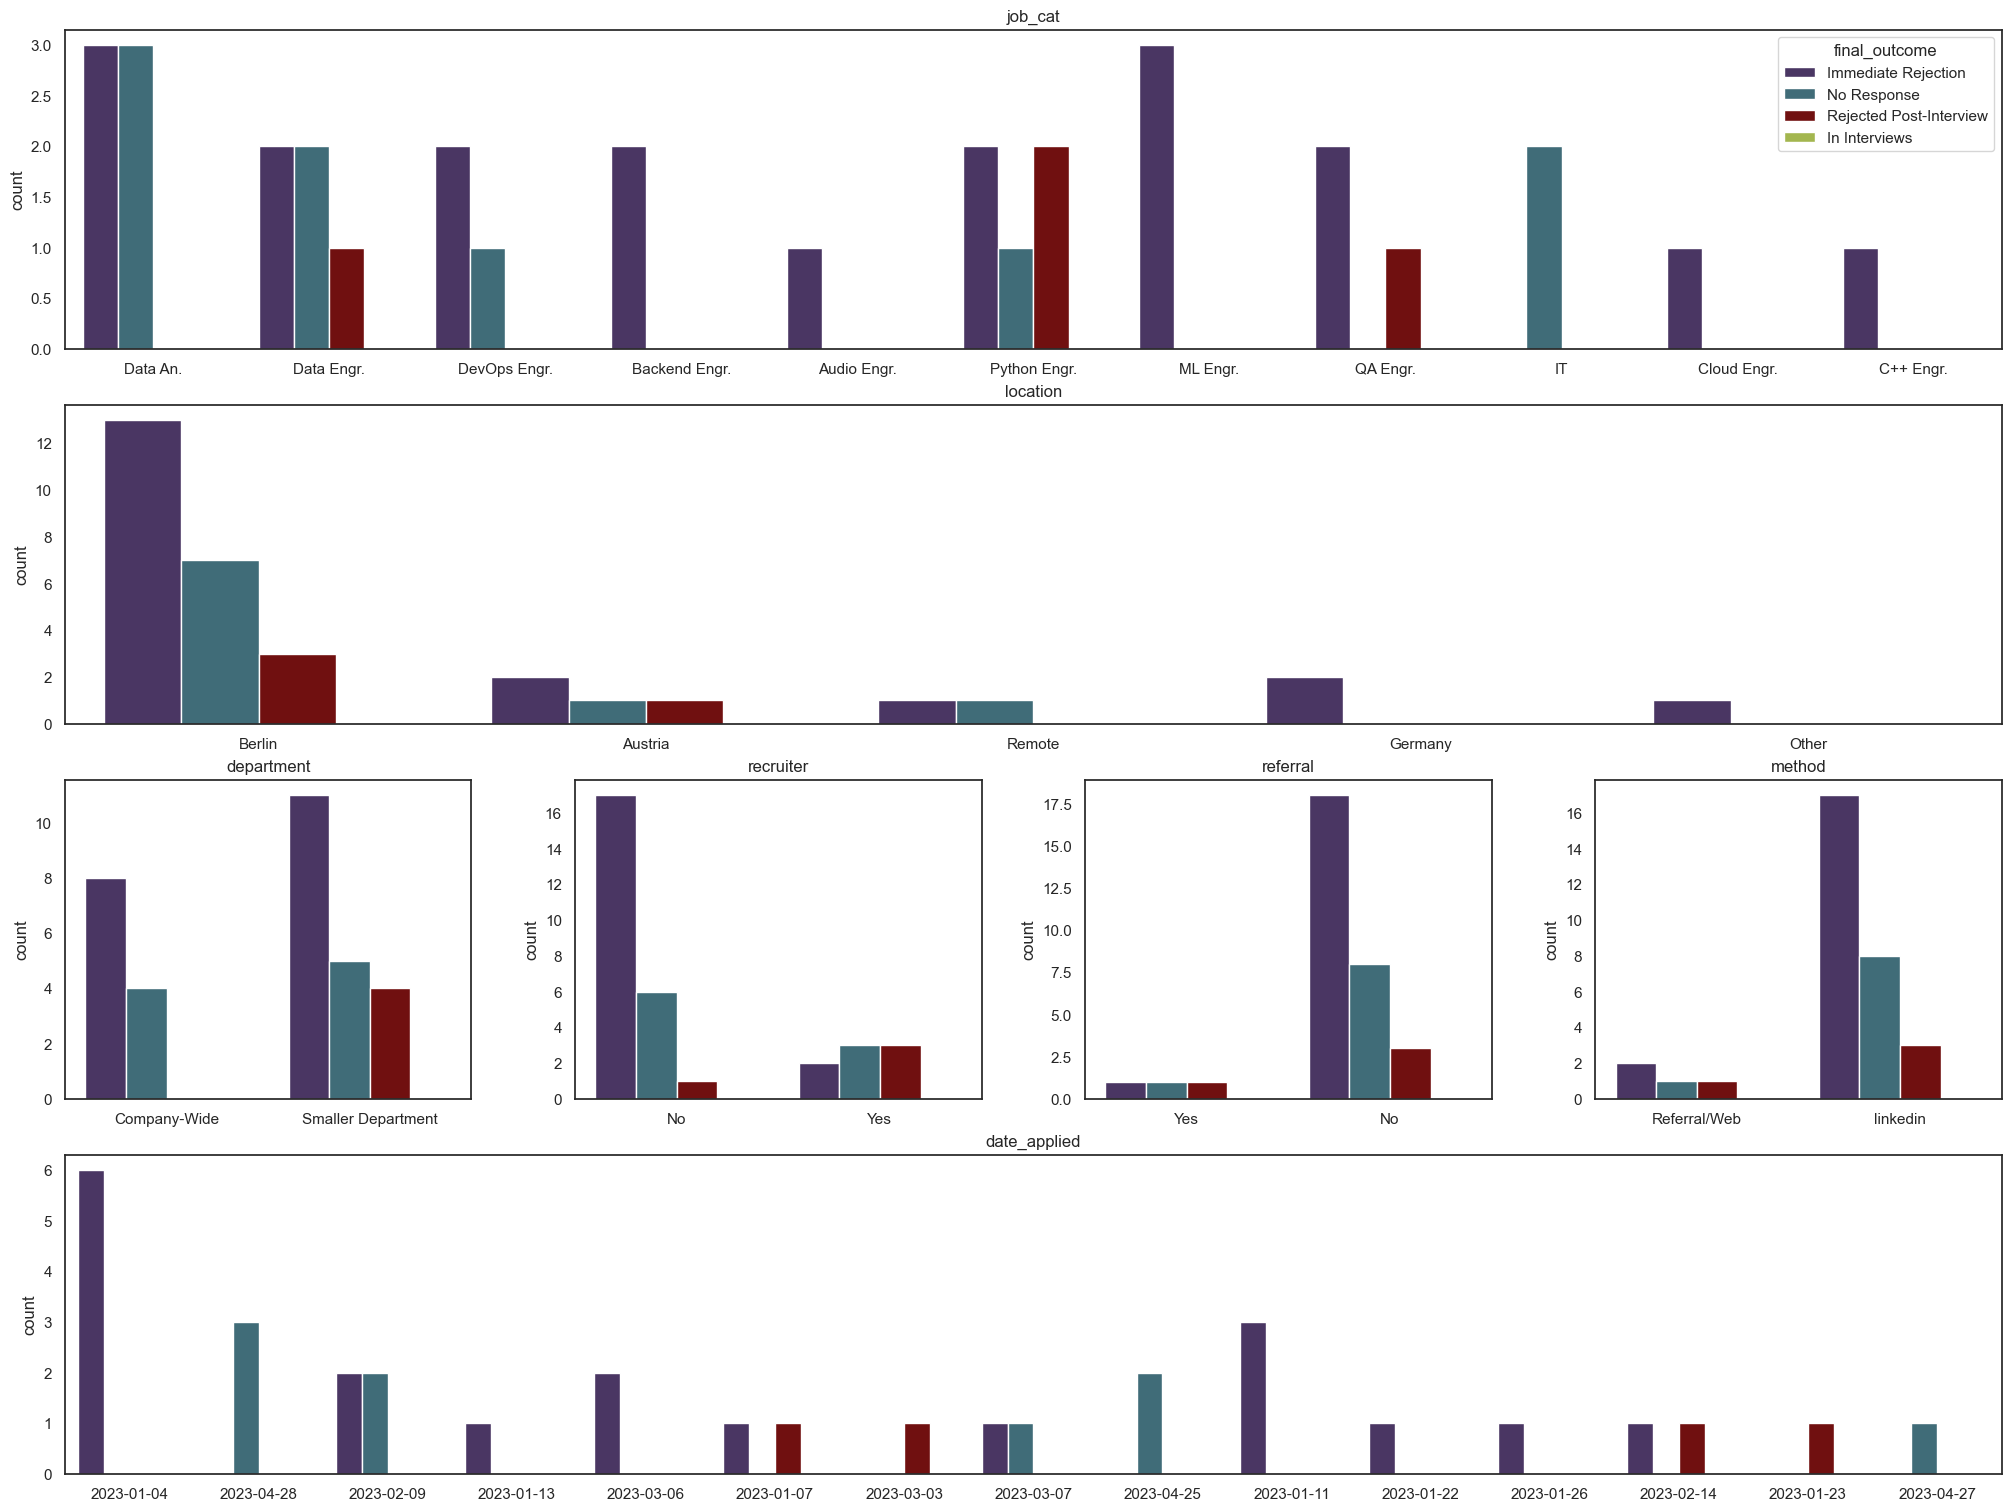 job_cat
final_outcome
Immediate Rejection
No Response
Rejected Post-Interview
In Interviews
count
3.0
2.5
2.0
1.5
1.0
0.5
0.0
Data An. Data Engr. DevOps Engr. Backend Engr. Audio Engr. Python Engr. ML Engr. QA Engr. IT Cloud Engr. C++ Engr.
location
count
12
10
8
6
4
2
0
Berlin Austria Remote Germany Other
department
count
10
8
6
4
2
0
Company-Wide Smaller Department
recruiter
count
16
14
12
10
8
6
4
2
0
No Yes
referral
count
17.5
15.0
12.5
10.0
7.5
5.0
2.5
0.0
Yes No
method
count
16
14
12
10
8
6
4
2
0
Referral/Web linkedin
date_applied
count
6
5
4
3
2
1
0
2023-01-04 2023-04-28 2023-02-09 2023-01-13 2023-03-06 2023-01-07 2023-03-03 2023-03-07 2023-04-25 2023-01-11 2023-01-22 2023-01-26 2023-02-14 2023-01-23 2023-04-27